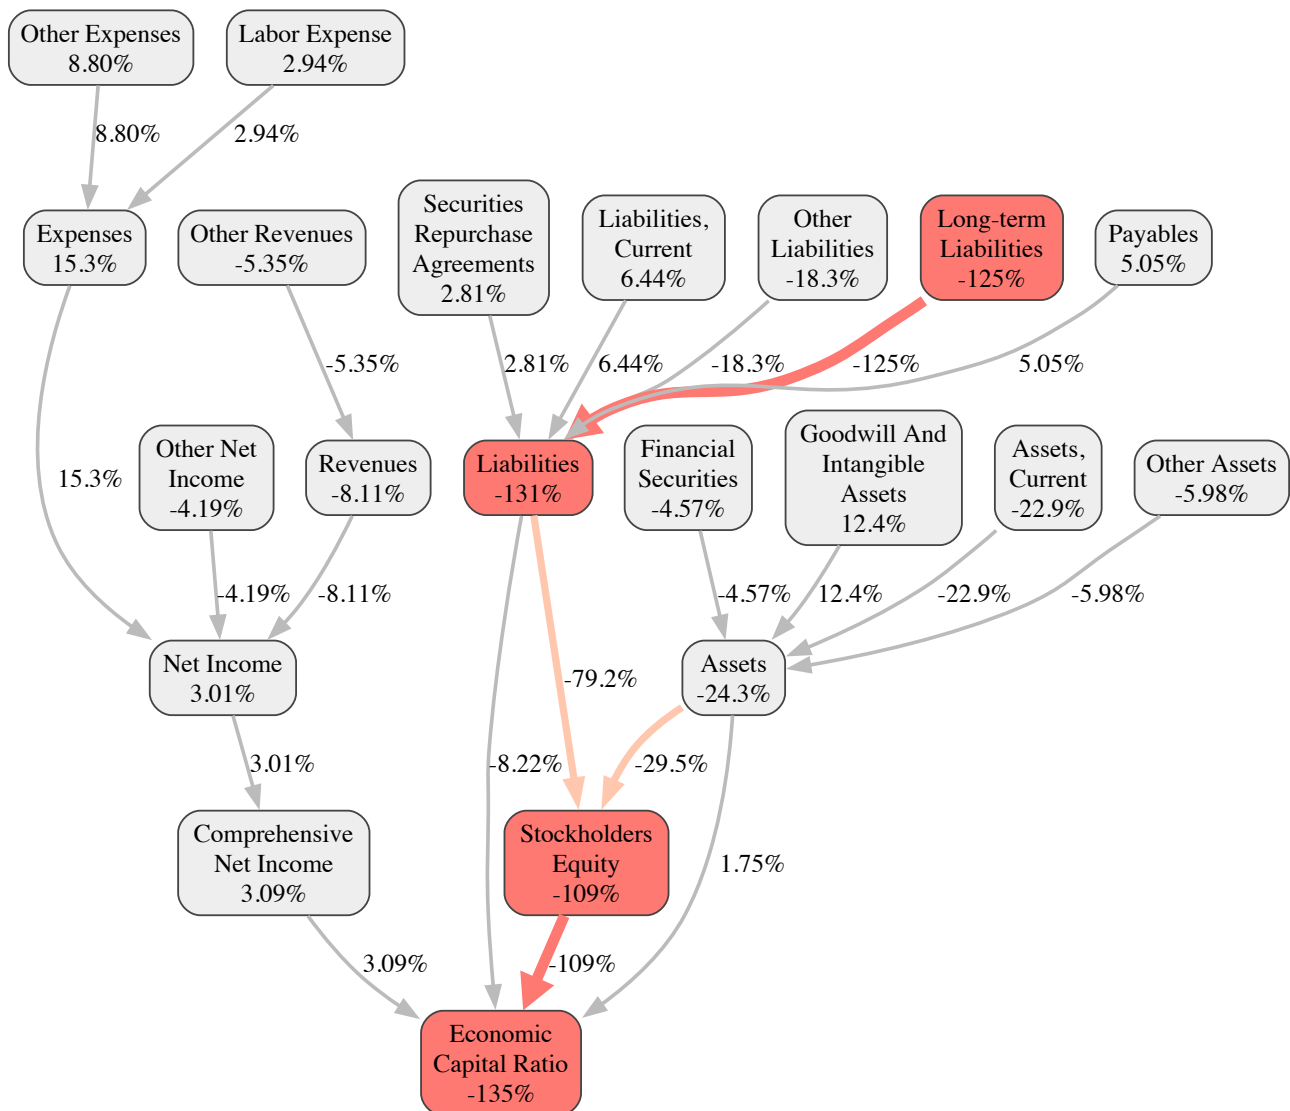 Other Expenses
8.80%
Labor Expense
2.94%
8.80%
2.94%
Expenses
15.3%
Other Revenues
-5.35%
Securities
Repurchase
Agreements
2.81%
Liabilities,
Current
6.44%
Other
Liabilities
-18.3%
Long-term
Liabilities
-125%
Payables
5.05%
-5.35%
2.81%
6.44%
-18.3%
-125%
5.05%
15.3%
Other Net
Income
-4.19%
Revenues
-8.11%
Liabilities
-131%
Financial
Securities
-4.57%
Goodwill And
Intangible
Assets
12.4%
Assets,
Current
-22.9%
Other Assets
-5.98%
-4.19%
-8.11%
-4.57%
12.4%
-22.9%
-5.98%
Net Income
3.01%
-79.2%
Assets
-24.3%
3.01%
-8.22%
-29.5%
Comprehensive
Net Income
3.09%
Stockholders
Equity
-109%
1.75%
3.09%
-109%
Economic
Capital Ratio
-135%